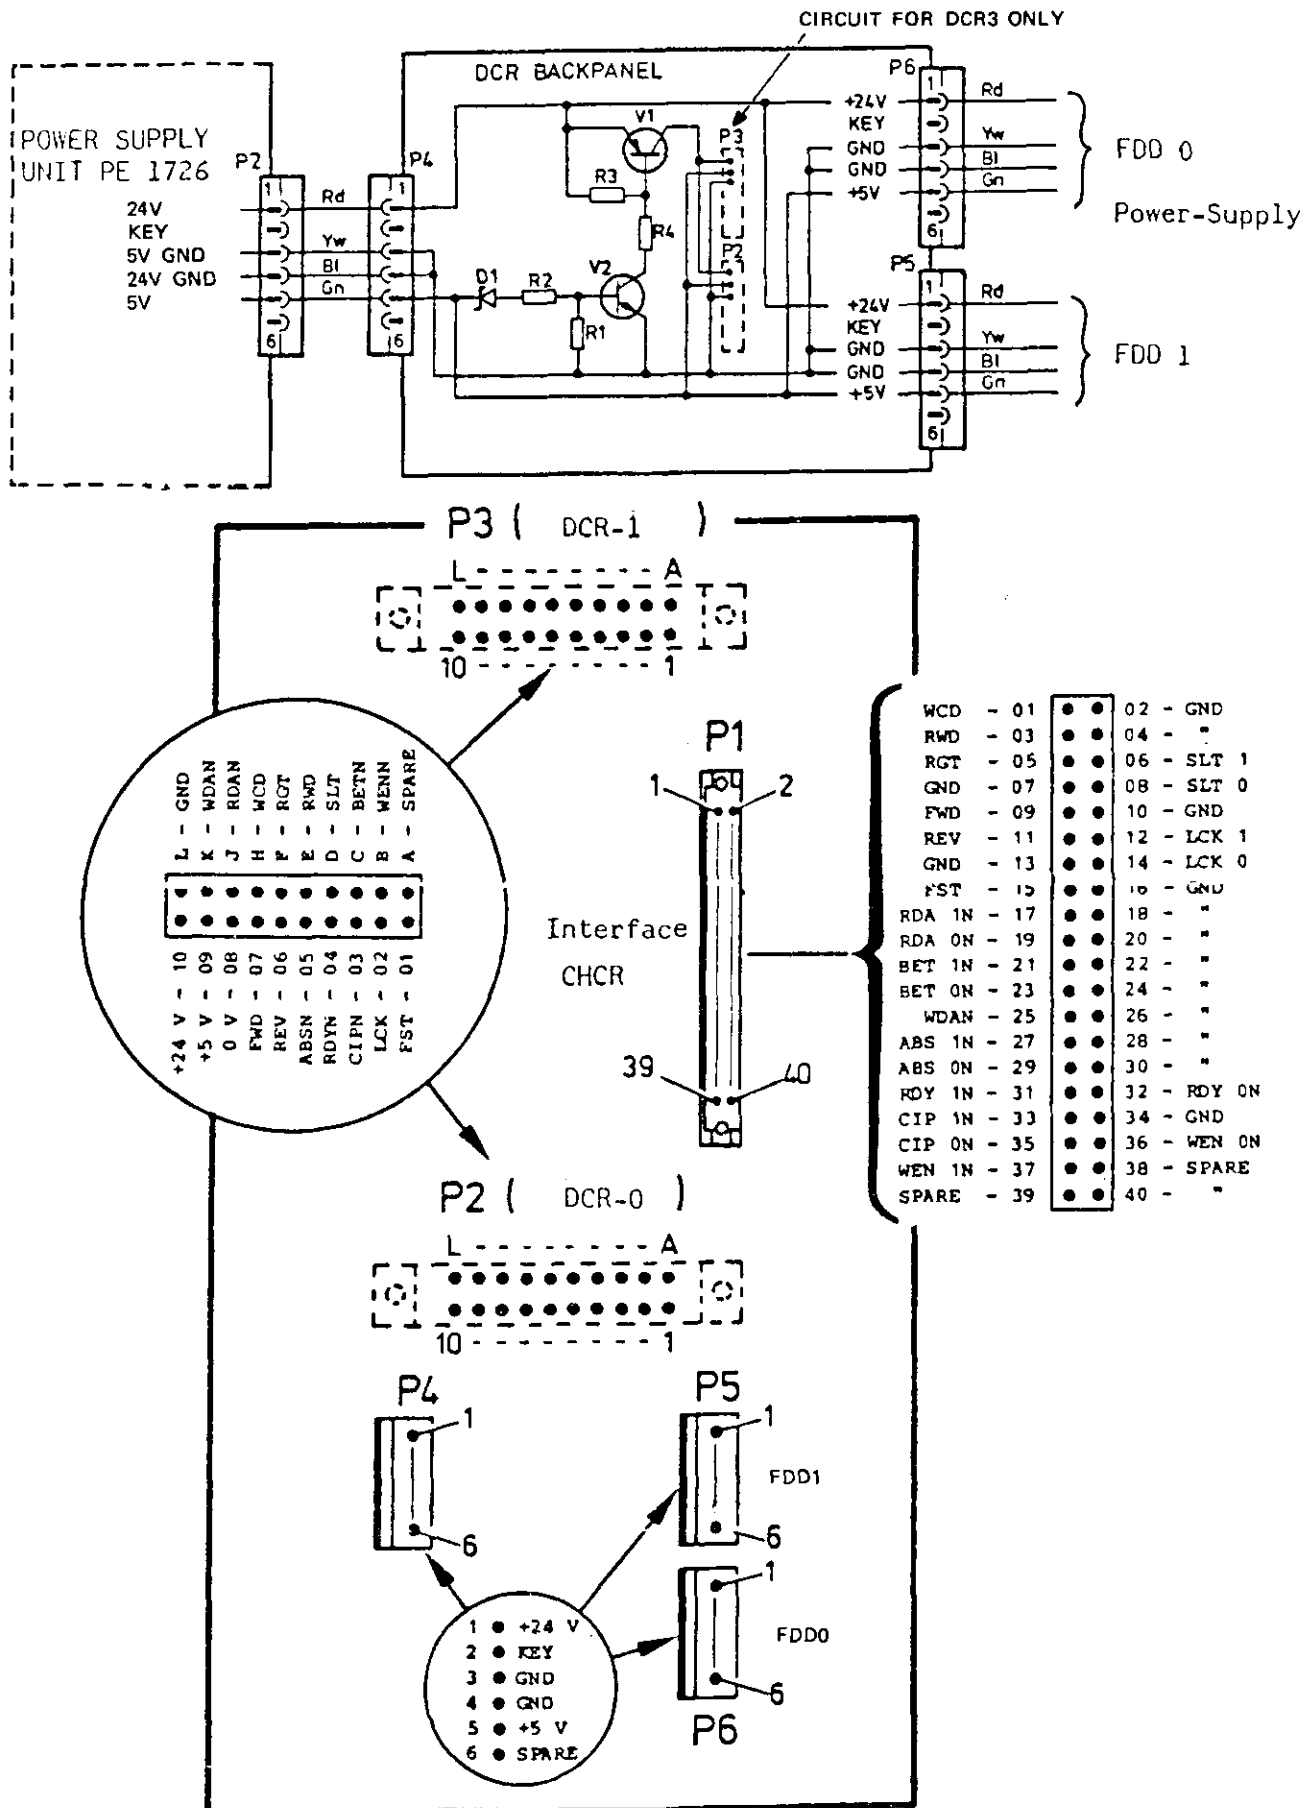 CIRCUIT FOR DCR3 ONLY
DCR BACKPANEL
POWER SUPPLY
UNIT PE 1726
P2
1
24V
KEY
5V GND
24V GND
5V
6
Rd
Yw
Bl
Gn
P4
1
6
V1
R3
R4
D1
R2
V2
R1
P3
P2
P6
1
+24V
KEY
GND
GND
+5V
6
Rd
Yw
Bl
Gn
FDD 0
Power-Supply
P5
1
+24V
KEY
GND
GND
+5V
6
Rd
Yw
Bl
Gn
FDD 1
P3 ( DCR-1 )
L - - - - - - - - - A
10 - - - - - - - - 1
L - GND
K - WDAN
J - RDAN
H - WCD
F - RGT
E - RWD
D - SLT
C - BETN
B - WENN
A - SPARE
+24 V - 10
+5 V - 09
0 V - 08
FWD - 07
REV - 06
ABSN - 05
RDYN - 04
CIPN - 03
LCK - 02
FST - 01
P1
1 2
Interface
CHCR
39 40
WCD - 01 02 - GND
RWD - 03 04 - "
RGT - 05 06 - SLT 1
GND - 07 08 - SLT 0
FWD - 09 10 - GND
REV - 11 12 - LCK 1
GND - 13 14 - LCK 0
FST - 15 16 - GND
RDA 1N - 17 18 - "
RDA 0N - 19 20 - "
BET 1N - 21 22 - "
BET 0N - 23 24 - "
WDAN - 25 26 - "
ABS 1N - 27 28 - "
ABS 0N - 29 30 - "
RDY 1N - 31 32 - RDY 0N
CIP 1N - 33 34 - GND
CIP 0N - 35 36 - WEN 0N
WEN 1N - 37 38 - SPARE
SPARE - 39 40 - "
P2 ( DCR-0 )
L - - - - - - - - - A
10 - - - - - - - - - 1
P4
1
6
P5
1
FDD1
6
1
FDD0
6
P6
1 ● +24 V
2 ● KEY
3 ● GND
4 ● GND
5 ● +5 V
6 ● SPARE